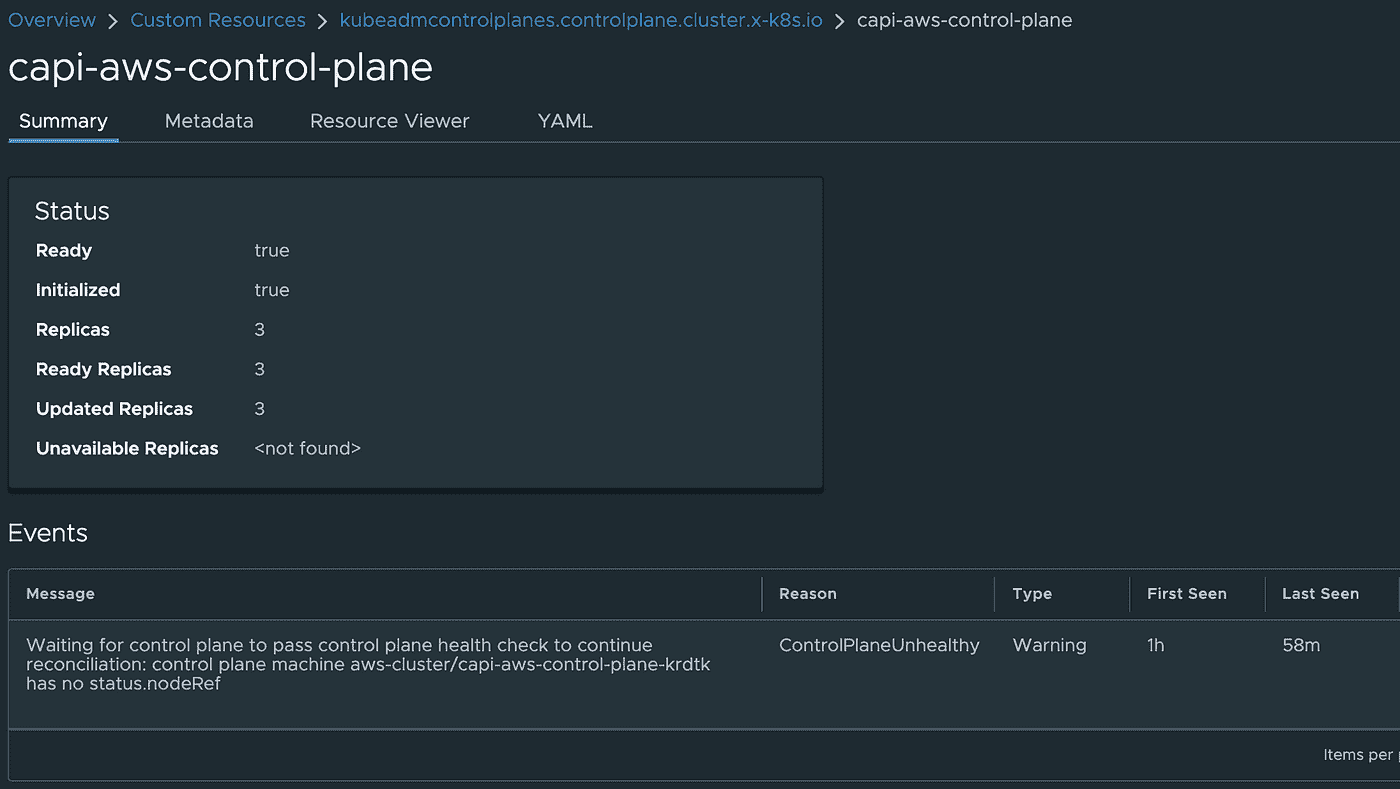 Overview > Custom Resources > kubeadmcontrolplanes.controlplane.cluster.x-k8s.io > capi-aws-control-plane
capi-aws-control-plane
Summary Metadata Resource Viewer YAML
Status
Ready true
Initialized true
Replicas 3
Ready Replicas 3
Updated Replicas 3
Unavailable Replicas <not found>
Events
Message Reason Type First Seen Last Seen
Waiting for control plane to pass control plane health check to continue ControlPlaneUnhealthy Warning 1h 58m
reconciliation: control plane machine aws-cluster/capi-aws-control-plane-krdtk
has no status.nodeRef
Items per